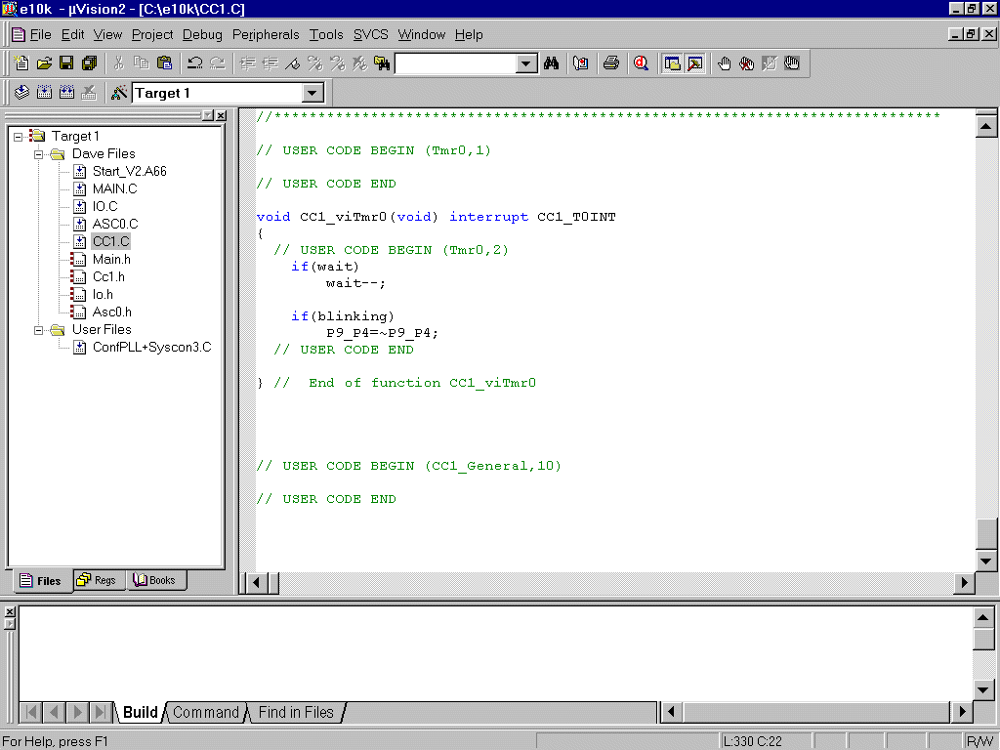 e10k - µVision2 - [C:\e10k\CC1.C]
File Edit View Project Debug Peripherals Tools SVCS Window Help
Target 1
Target 1
Dave Files
Start_V2.A66
MAIN.C
IO.C
ASC0.C
CC1.C
Main.h
Cc1.h
Io.h
Asc0.h
User Files
ConfPLL+Syscon3.C
Files Regs Books
//****************************************************************************
// USER CODE BEGIN (Tmr0,1)
// USER CODE END
void CC1_viTmr0(void) interrupt CC1_T0INT
{
// USER CODE BEGIN (Tmr0,2)
if(wait)
wait--;
if(blinking)
P9_P4=~P9_P4;
// USER CODE END
} // End of function CC1_viTmr0
// USER CODE BEGIN (CC1_General,10)
// USER CODE END
Build Command Find in Files
For Help, press F1 L:330 C:22 R/W